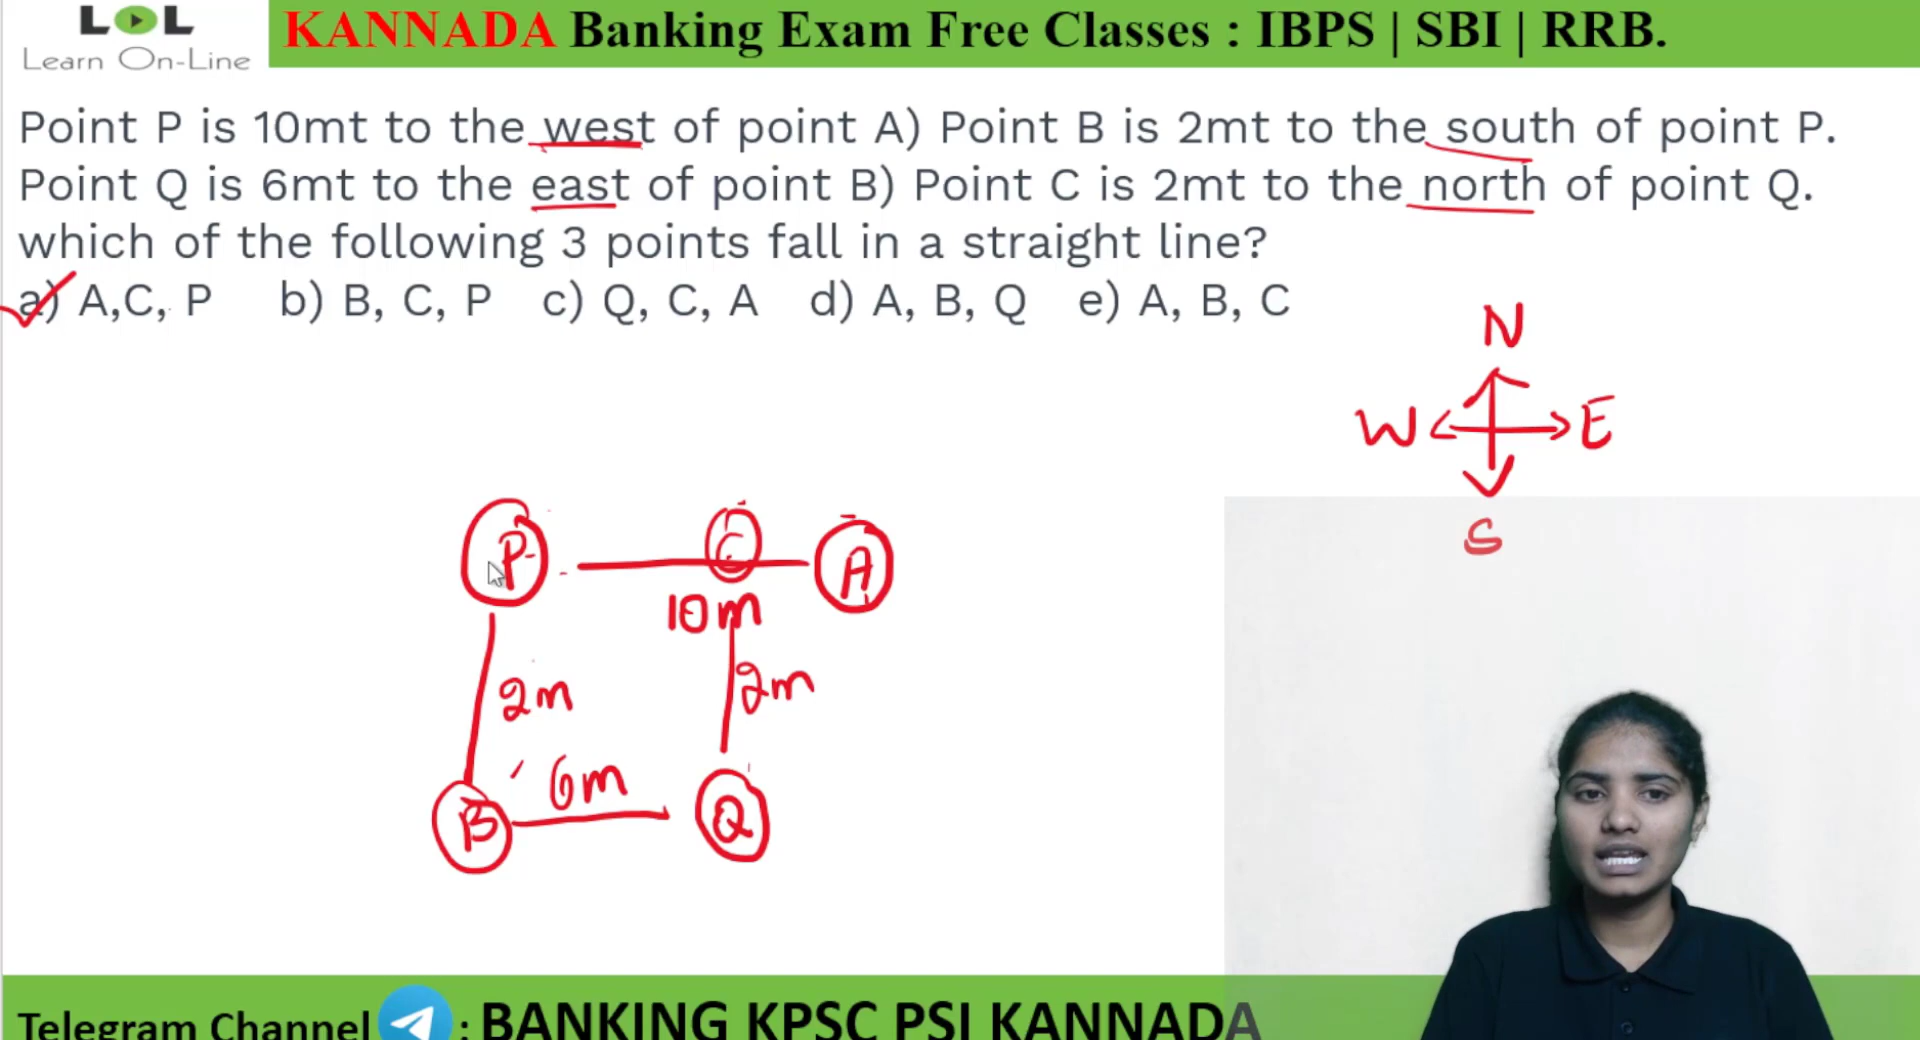 LOL
Learn On-Line
KANNADA Banking Exam Free Classes : IBPS | SBI | RRB.
Point P is 10mt to the west of point A) Point B is 2mt to the south of point P.
Point Q is 6mt to the east of point B) Point C is 2mt to the north of point Q.
which of the following 3 points fall in a straight line?
a) A,C, P b) B, C, P c) Q, C, A d) A, B, Q e) A, B, C
N
W E
S
P C A
10m
2m 2m
6m
B Q
Telegram Channel : BANKING KPSC PSI KANNADA